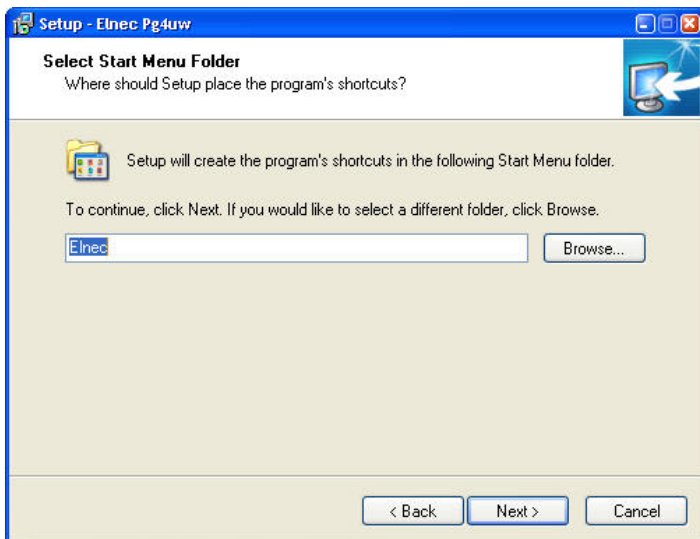 Setup - Elnec Pg4uw
Select Start Menu Folder
Where should Setup place the program's shortcuts?
Setup will create the program's shortcuts in the following Start Menu folder.
To continue, click Next. If you would like to select a different folder, click Browse.
Elnec
Browse...
< Back
Next >
Cancel